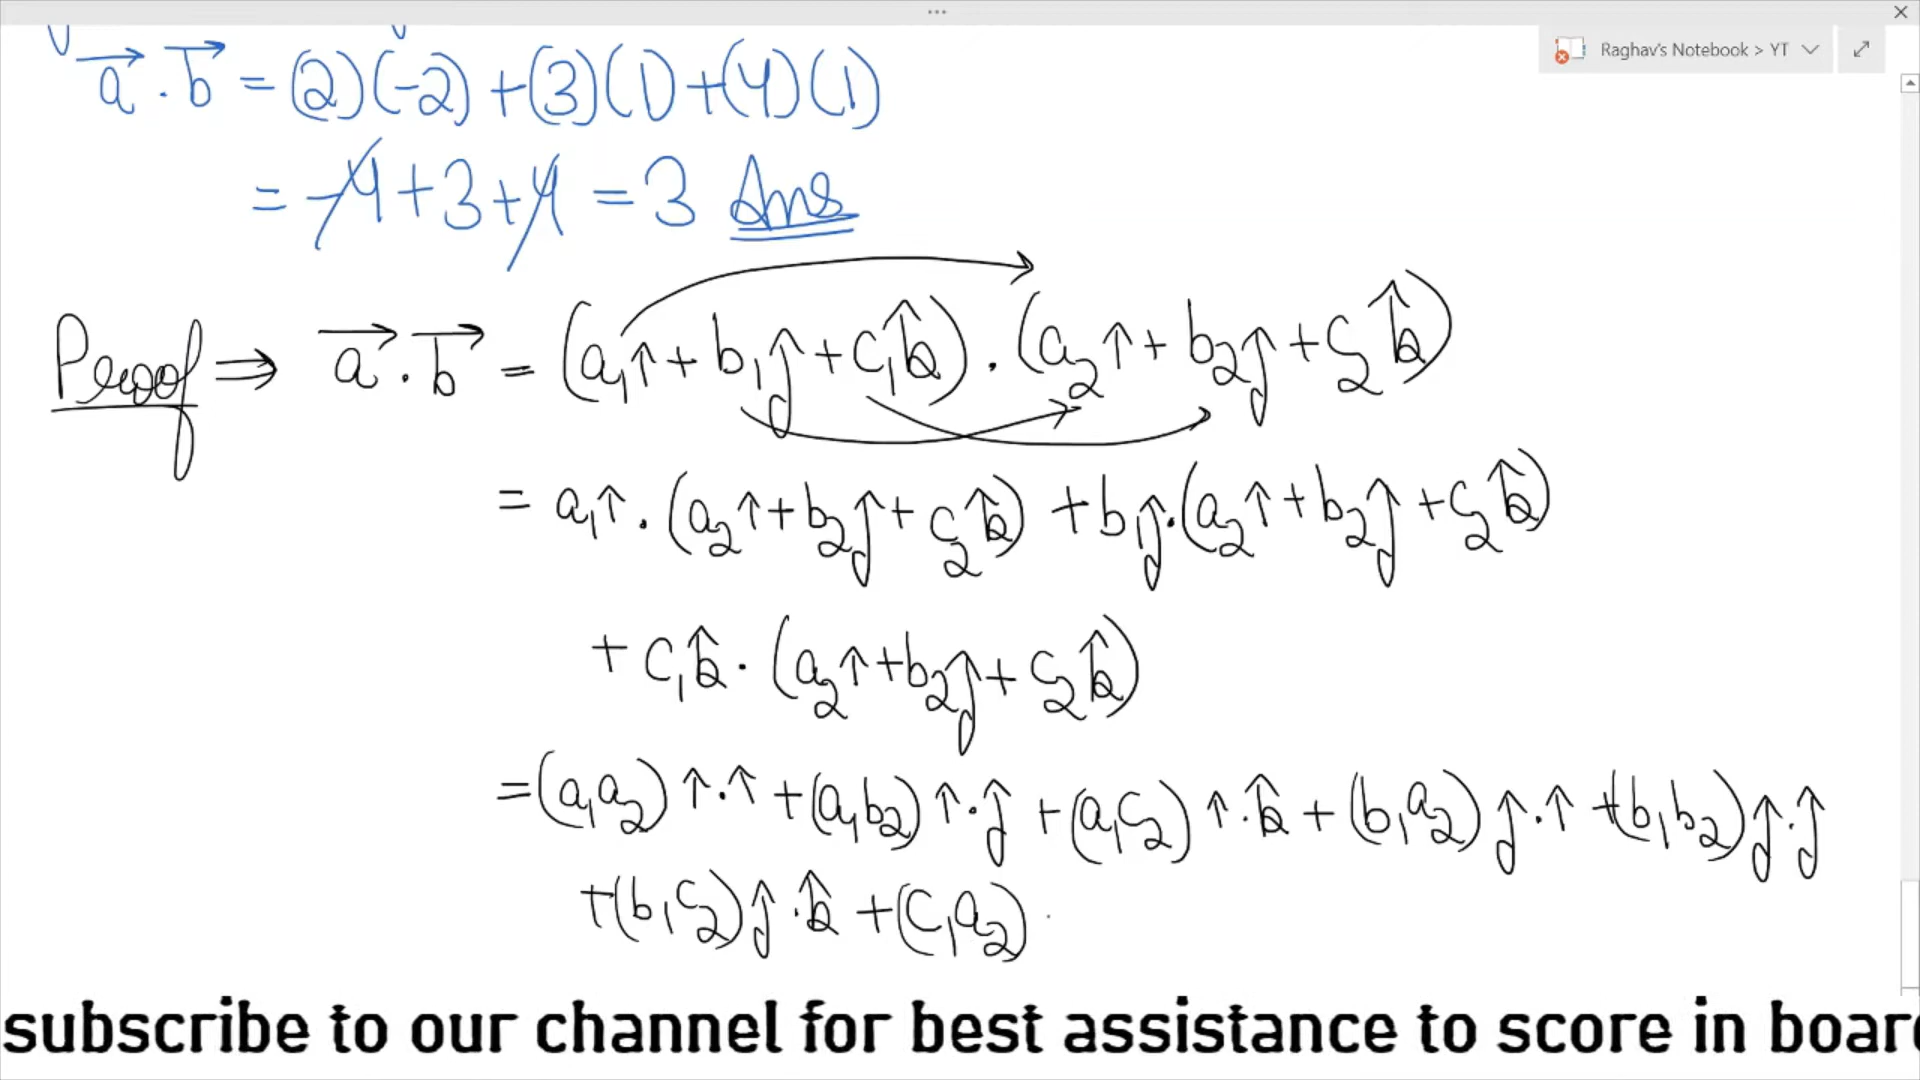 Raghav's Notebook > YT
a⃗ . b⃗ = (2)(-2) + (3)(1) + (4)(1)
= -4 + 3 + 4 = 3 Ans
Proof ⇒ a⃗ . b⃗ = (a₁î + b₁ĵ + c₁k̂) . (a₂î + b₂ĵ + c₂k̂)
= a₁î . (a₂î + b₂ĵ + c₂k̂) + b₁ĵ . (a₂î + b₂ĵ + c₂k̂)
+ c₁k̂ . (a₂î + b₂ĵ + c₂k̂)
= (a₁a₂) î . î + (a₁b₂) î . ĵ + (a₁c₂) î . k̂ + (b₁a₂) ĵ . î + (b₁b₂) ĵ . ĵ
+ (b₁c₂) ĵ . k̂ + (c₁a₂)
subscribe to our channel for best assistance to score in boar